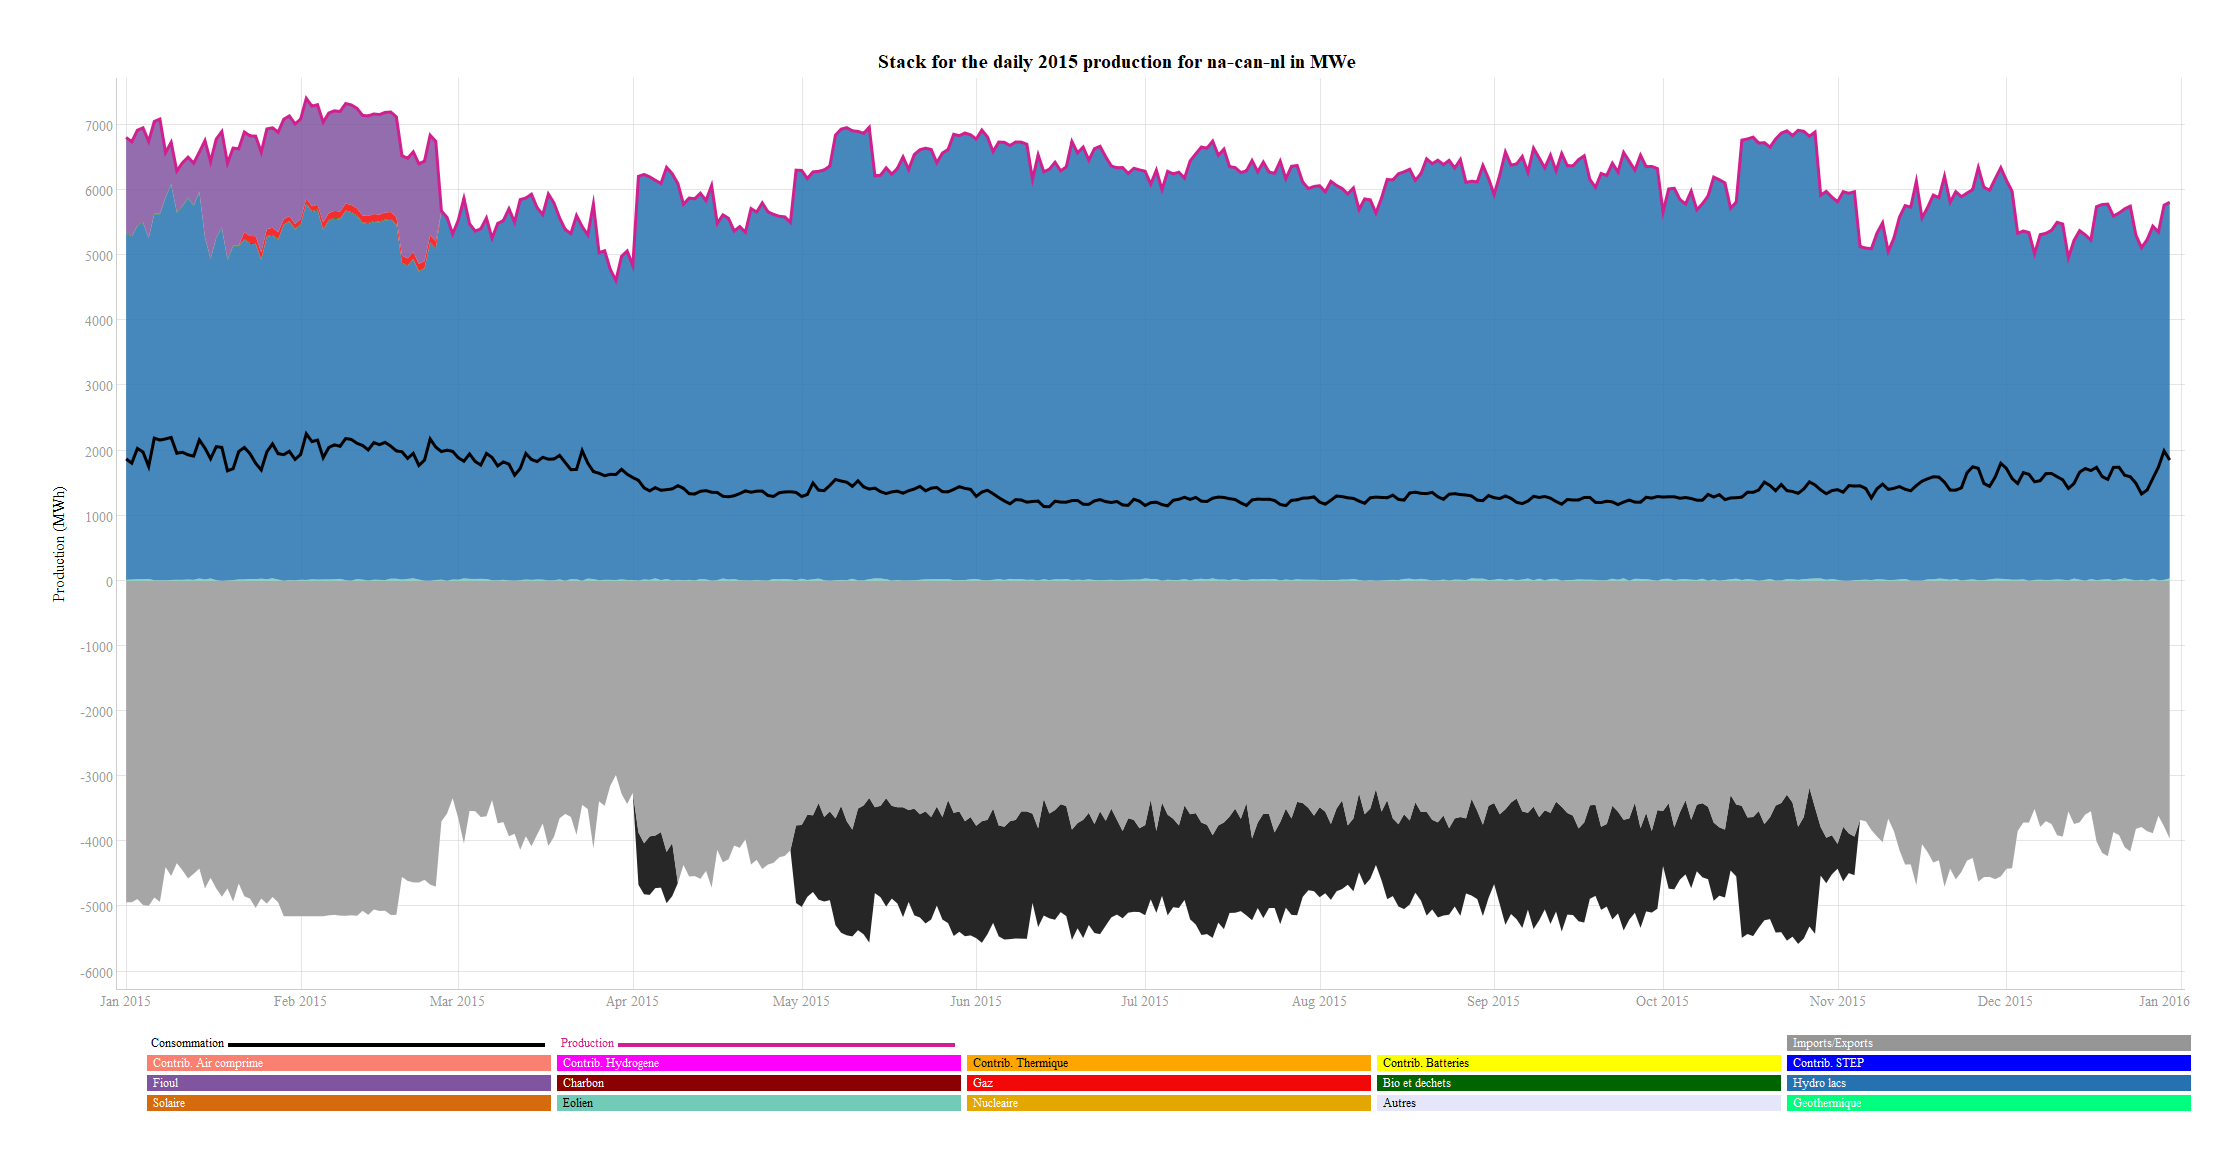 Stack for the daily 2015 production for na-can-nl in MWe
Production (MWh)
7000
6000
5000
4000
3000
2000
1000
0
-1000
-2000
-3000
-4000
-5000
-6000
Jan 2015 Feb 2015 Mar 2015 Apr 2015 May 2015 Jun 2015 Jul 2015 Aug 2015 Sep 2015 Oct 2015 Nov 2015 Dec 2015 Jan 2016
Consommation Production Imports/Exports
Contrib. Air comprime Contrib. Hydrogene Contrib. Thermique Contrib. Batteries Contrib. STEP
Fioul Charbon Gaz Bio et dechets Hydro lacs
Solaire Eolien Nucleaire Autres Geothermique